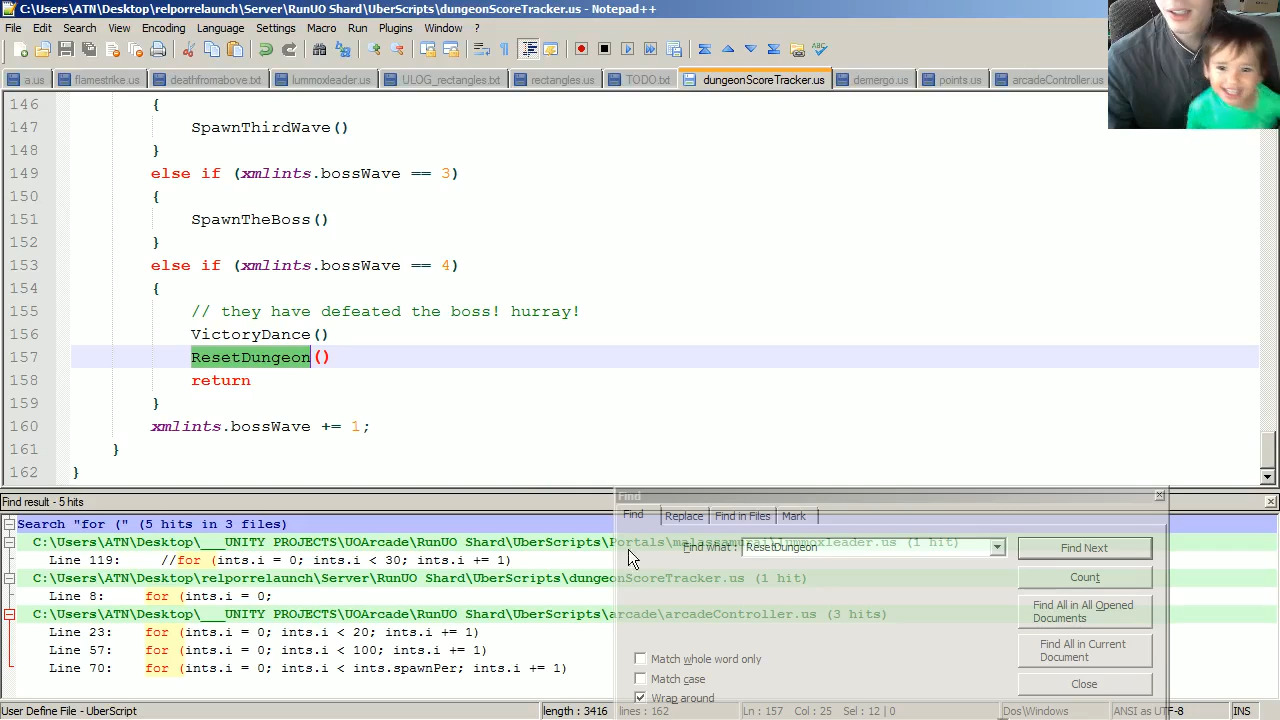 C:\Users\ATN\Desktop\relporrelaunch\Server\RunUO Shard\UberScripts\dungeonScoreTracker.us - Notepad++
File Edit Search View Encoding Language Settings Macro Run Plugins Window ?
a.us flamestrike.us deathfromabove.txt lummoxleader.us ULOG_rectangles.txt rectangles.us TODO.txt dungeonScoreTracker.us demergo.us points.us arcadeController.us
146 {
147 SpawnThirdWave()
148 }
149 else if (xmlints.bossWave == 3)
150 {
151 SpawnTheBoss()
152 }
153 else if (xmlints.bossWave == 4)
154 {
155 // they have defeated the boss! hurray!
156 VictoryDance()
157 ResetDungeon()
158 return
159 }
160 xmlints.bossWave += 1;
161 }
162 }
Find result - 5 hits
Search "for (" (5 hits in 3 files)
C:\Users\ATN\Desktop\___UNITY PROJECTS\UOArcade\RunUO Shard\UberScripts\Portals\
lummoxleader.us (1 hit)
Line 119: //for (ints.i = 0; ints.i < 30; ints.i += 1)
C:\Users\ATN\Desktop\relporrelaunch\Server\RunUO Shard\UberScripts\dungeonScoreTracker.us (1 hit)
Line 8: for (ints.i = 0;
C:\Users\ATN\Desktop\___UNITY PROJECTS\UOArcade\RunUO Shard\UberScripts\arcade\arcadeController.us (3 hits)
Line 23: for (ints.i = 0; ints.i < 20; ints.i += 1)
Line 57: for (ints.i = 0; ints.i < 100; ints.i += 1)
Line 70: for (ints.i = 0; ints.i < ints.spawnPer; ints.i += 1)
Find
Find Replace Find in Files Mark
Find what : ResetDungeon
Find Next
Count
Find All in All Opened Documents
Find All in Current Document
Close
Match whole word only
Match case
Wrap around
User Define File - UberScript length : 3416 lines : 162 Ln : 157 Col : 25 Sel : 12 | 0 Dos\Windows ANSI as UTF-8 INS